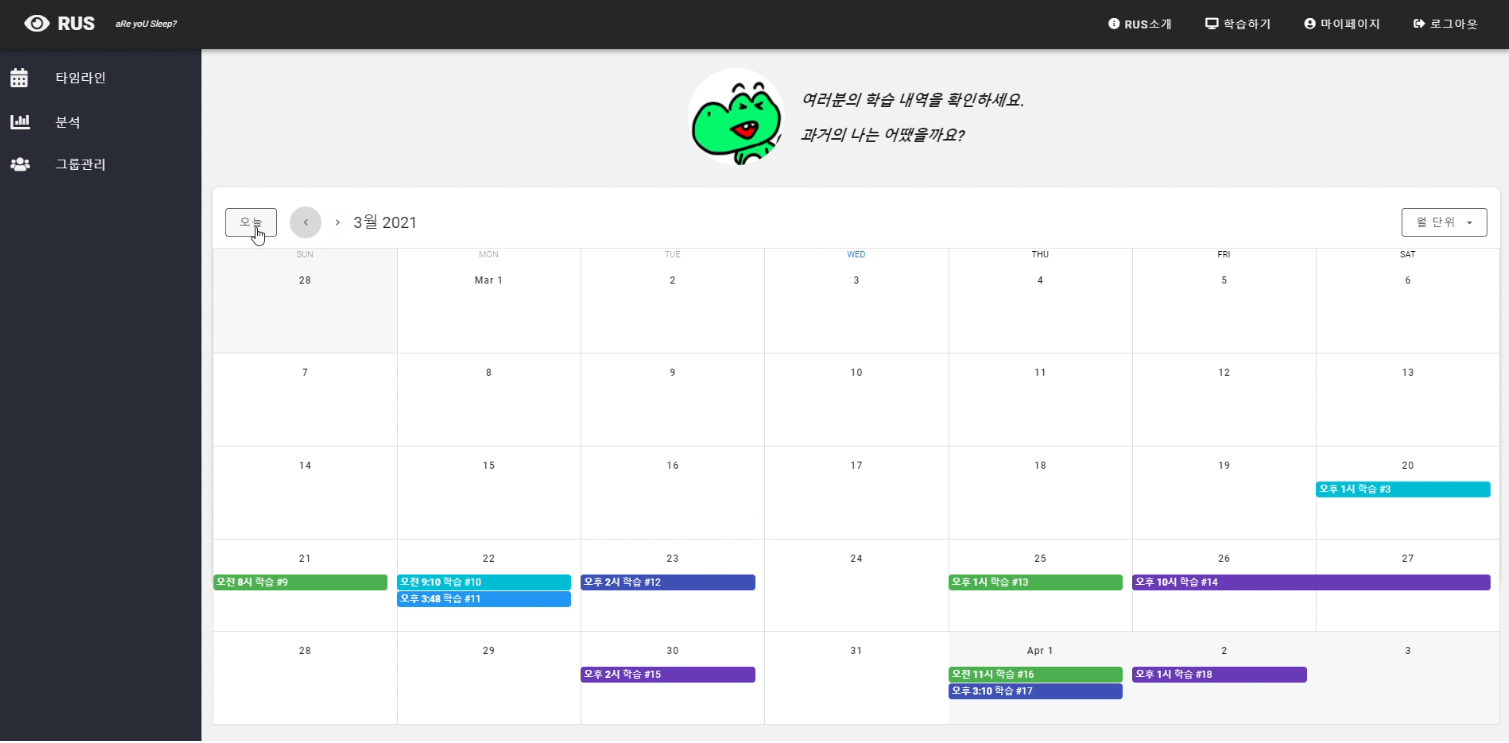 RUS aRe yoU Sleep? RUS소개 학습하기 마이페이지 로그아웃
타임라인
분석
그룹관리
여러분의 학습 내역을 확인하세요.
과거의 나는 어땠을까요?
오늘 3월 2021 월 단위
SUN MON TUE WED THU FRI SAT
28 Mar 1 2 3 4 5 6
7 8 9 10 11 12 13
14 15 16 17 18 19 20
오후 1시 학습 #3
21 22 23 24 25 26 27
오전 8시 학습 #9 오전 9:10 학습 #10 오후 2시 학습 #12 오후 1시 학습 #13 오후 10시 학습 #14
오후 3:48 학습 #11
28 29 30 31 Apr 1 2 3
오후 2시 학습 #15 오전 11시 학습 #16 오후 1시 학습 #18
오후 3:10 학습 #17